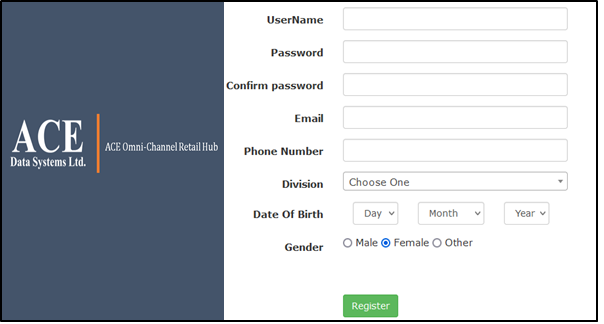 ACE
Data Systems Ltd.
ACE Omni-Channel Retail Hub
UserName
Password
Confirm password
Email
Phone Number
Division
Choose One
Date Of Birth
Day Month Year
Gender
Male Female Other
Register